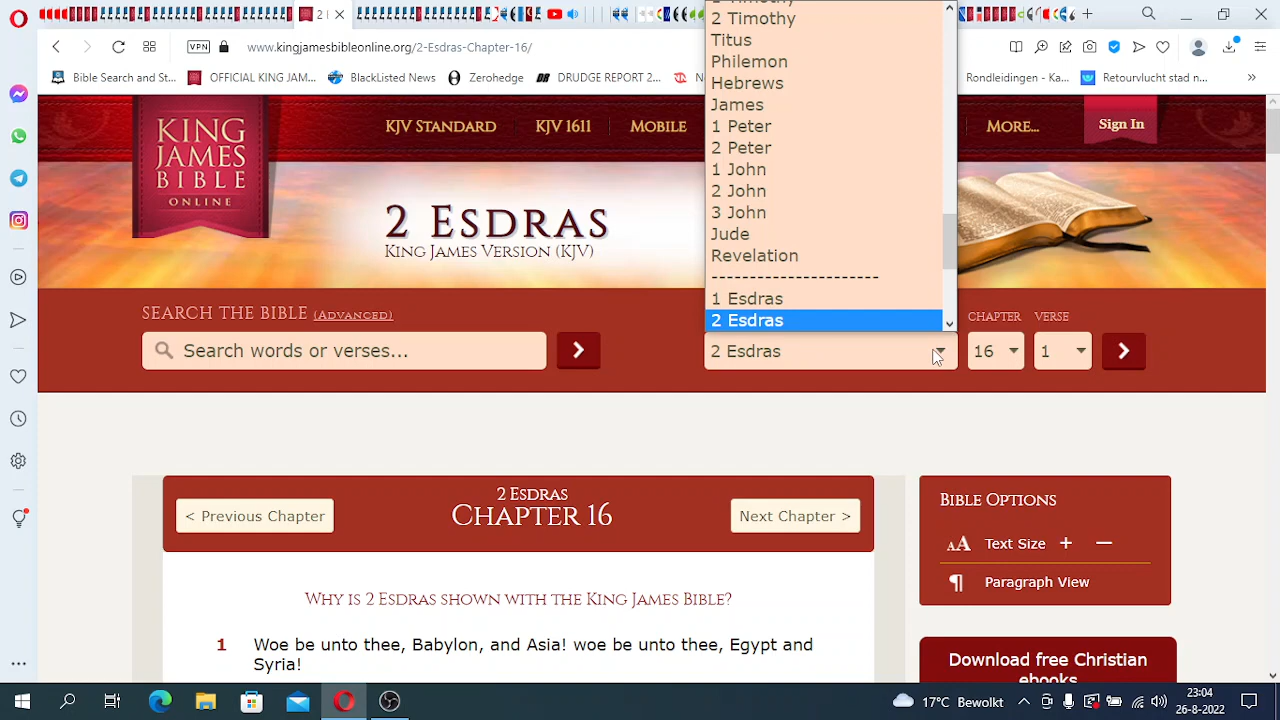 2 E
www.kingjamesbibleonline.org/2-Esdras-Chapter-16/
VPN
Bible Search and St...
OFFICIAL KING JAM...
BlackListed News
Zerohedge
DRUDGE REPORT 2...
Rondleidingen - Ka...
Retourvlucht stad n...
KING
JAMES
BIBLE
ONLINE
KJV Standard
KJV 1611
Mobile
More...
Sign In
2 Esdras
King James Version (KJV)
2 Timothy
Titus
Philemon
Hebrews
James
1 Peter
2 Peter
1 John
2 John
3 John
Jude
Revelation
----------------------
1 Esdras
2 Esdras
SEARCH THE BIBLE (Advanced)
Search words or verses...
2 Esdras
CHAPTER
16
VERSE
1
2 Esdras
Chapter 16
< Previous Chapter
Next Chapter >
Bible Options
AA Text Size + −
¶ Paragraph View
Why is 2 Esdras shown with the King James Bible?
1 Woe be unto thee, Babylon, and Asia! woe be unto thee, Egypt and
Syria!
Download free Christian
ebooks
17°C Bewolkt
23:04
26-8-2022